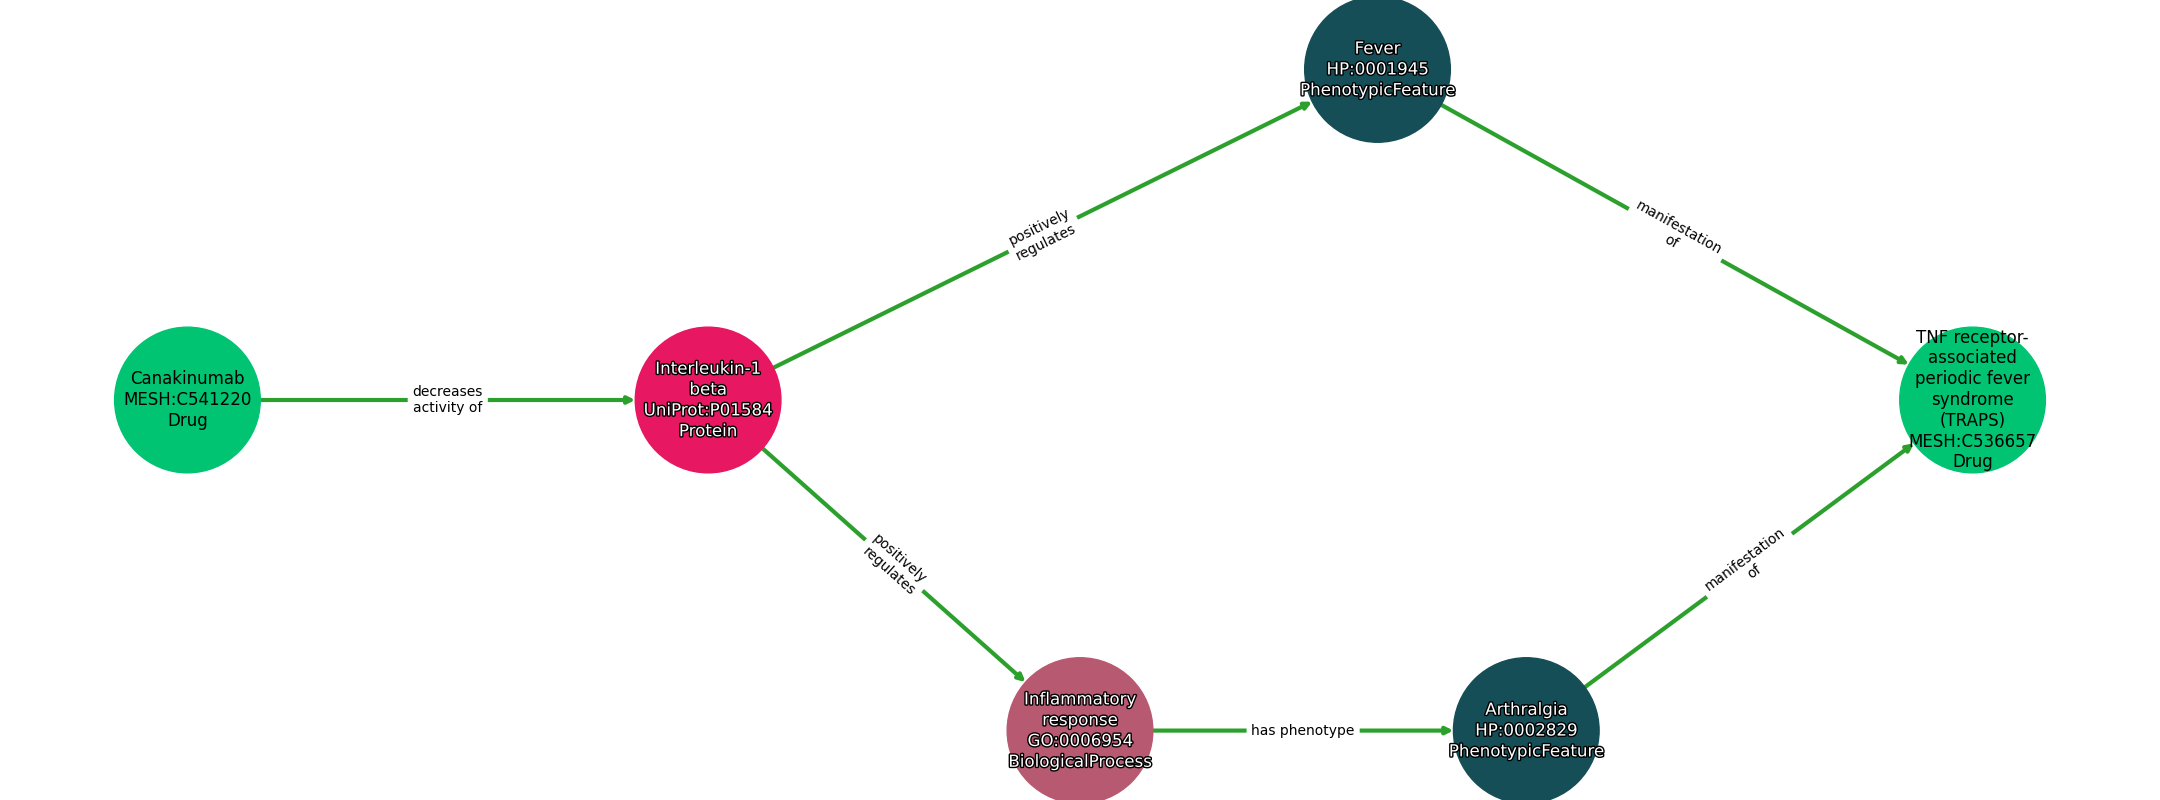 Fever
HP:0001945
PhenotypicFeature
positively
regulates
manifestation
of
Canakinumab
MESH:C541220
Drug
decreases
activity of
Interleukin-1
beta
UniProt:P01584
Protein
TNF receptor-
associated
periodic fever
syndrome
(TRAPS)
MESH:C536657
Drug
positively
regulates
manifestation
of
Inflammatory
response
GO:0006954
BiologicalProcess
has phenotype
Arthralgia
HP:0002829
PhenotypicFeature